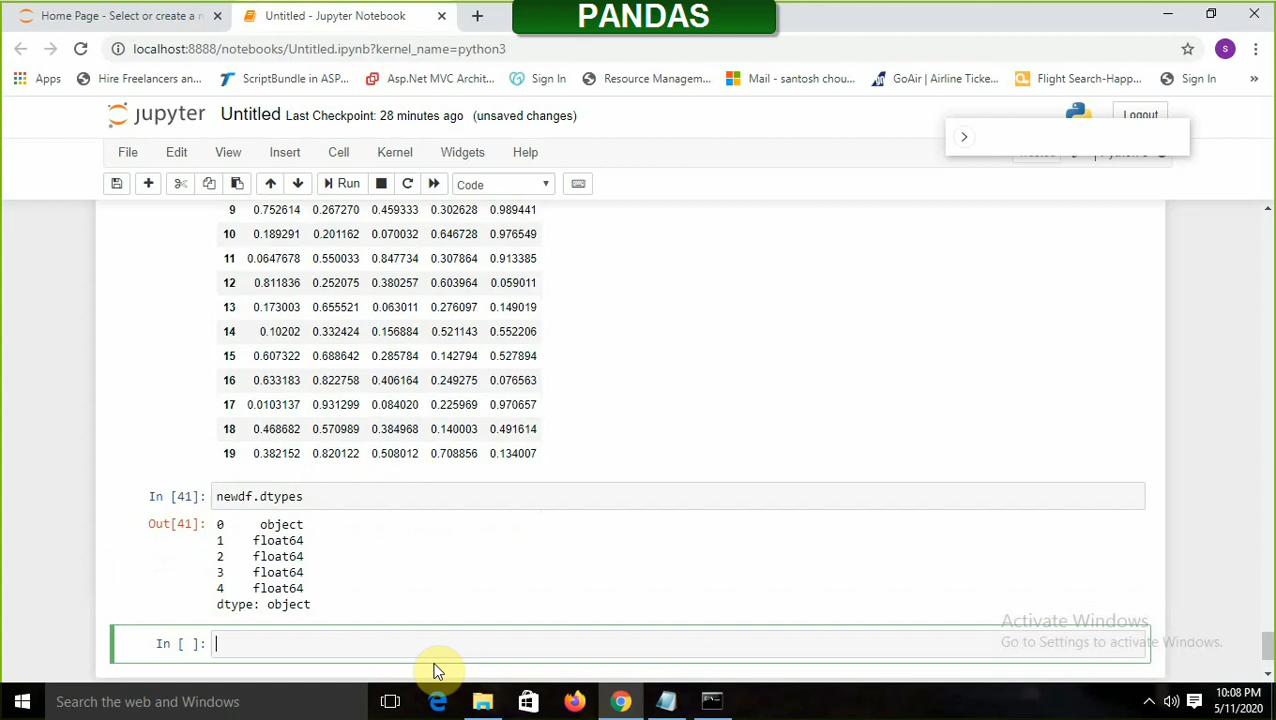 PANDAS
Home Page - Select or create a n
Untitled - Jupyter Notebook
localhost:8888/notebooks/Untitled.ipynb?kernel_name=python3
S
Apps
Hire Freelancers an...
ScriptBundle in ASP...
Asp.Net MVC Archit...
Sign In
Resource Managem...
Mail - santosh chou...
GoAir | Airline Ticke...
Flight Search-Happ...
Sign In
jupyter Untitled Last Checkpoint: 28 minutes ago (unsaved changes)
Logout
File Edit View Insert Cell Kernel Widgets Help
Run
Code
9 0.752614 0.267270 0.459333 0.302628 0.989441
10 0.189291 0.201162 0.070032 0.646728 0.976549
11 0.0647678 0.550033 0.847734 0.307864 0.913385
12 0.811836 0.252075 0.380257 0.603964 0.059011
13 0.173003 0.655521 0.063011 0.276097 0.149019
14 0.10202 0.332424 0.156884 0.521143 0.552206
15 0.607322 0.688642 0.285784 0.142794 0.527894
16 0.633183 0.822758 0.406164 0.249275 0.076563
17 0.0103137 0.931299 0.084020 0.225969 0.970657
18 0.468682 0.570989 0.384968 0.140003 0.491614
19 0.382152 0.820122 0.508012 0.708856 0.134007
In [41]: newdf.dtypes
Out[41]: 0 object
1 float64
2 float64
3 float64
4 float64
dtype: object
In [ ]:
Activate Windows
Go to Settings to activate Windows.
Search the web and Windows
10:08 PM
5/11/2020